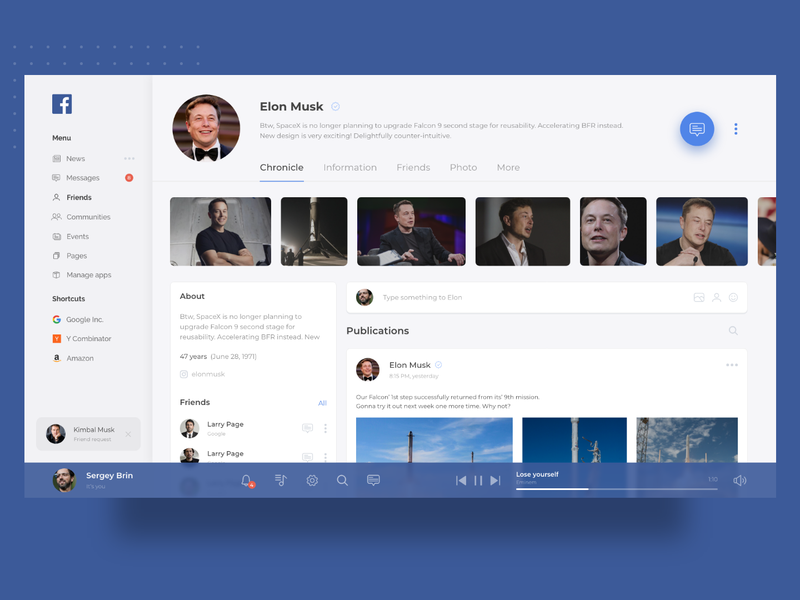 Menu
News
Messages
Friends
Communities
Events
Pages
Manage apps
Shortcuts
Google Inc.
Y Combinator
Amazon
Kimbal Musk
Friend request
Elon Musk
Btw, SpaceX is no longer planning to upgrade Falcon 9 second stage for reusability. Accelerating BFR instead.
New design is very exciting! Delightfully counter-intuitive.
Chronicle Information Friends Photo More
About
Btw, SpaceX is no longer planning to
upgrade Falcon 9 second stage for
reusability. Accelerating BFR instead. New
47 years (June 28, 1971)
elonmusk
Friends All
Larry Page
Google
Larry Page
Type something to Elon
Publications
Elon Musk
8:15 PM, yesterday
Our Falcon' 1st step successfully returned from its' 9th mission.
Gonna try it out next week one more time. Why not?
Sergey Brin
It's you
Lose yourself
Eminem
1:10